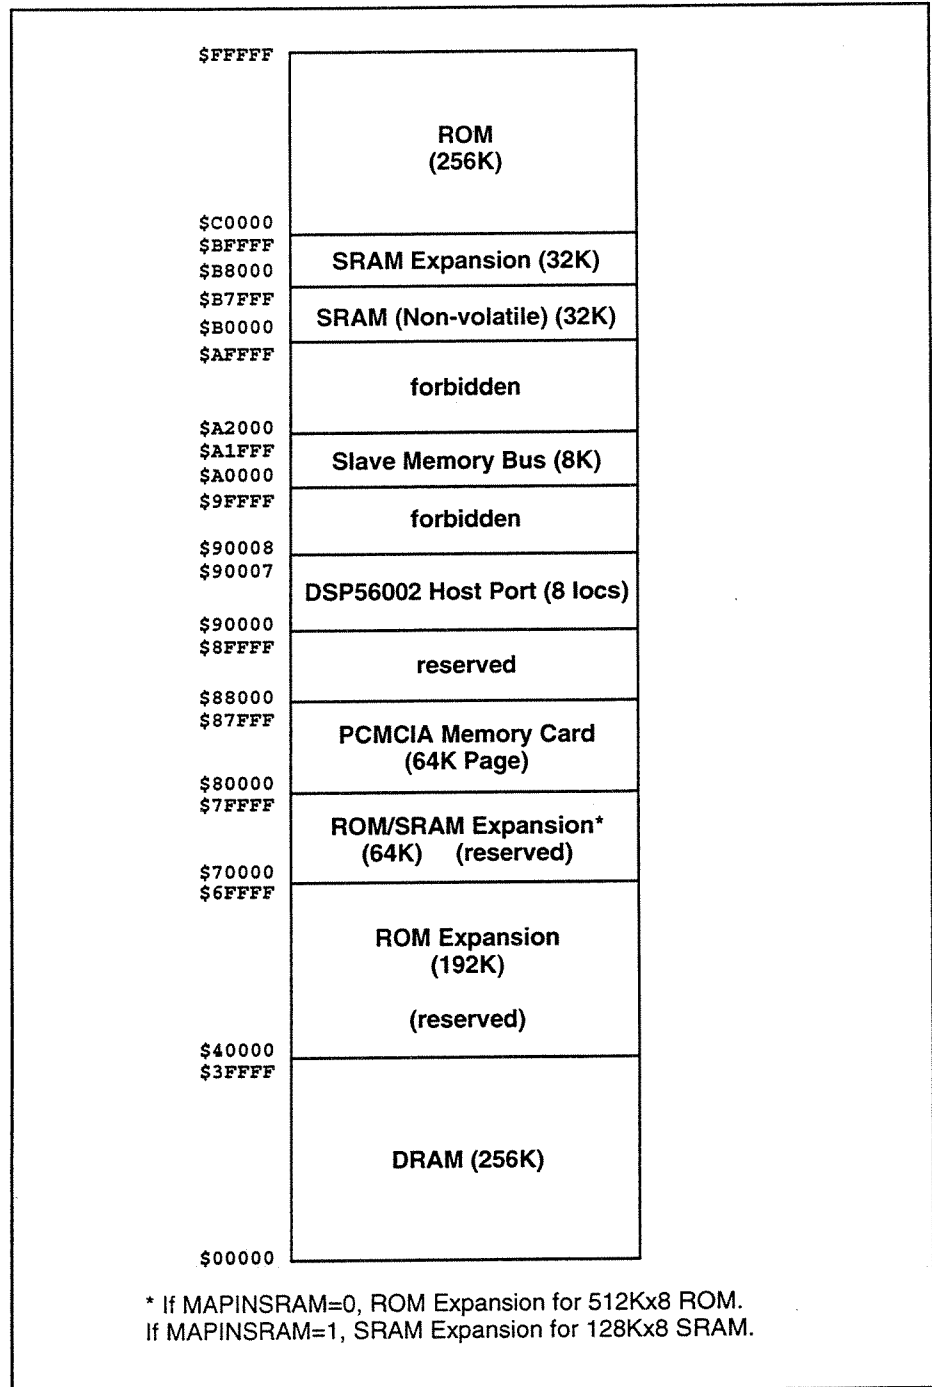 $FFFFF
ROM
(256K)
$C0000
$BFFFF
SRAM Expansion (32K)
$B8000
$B7FFF
SRAM (Non-volatile) (32K)
$B0000
$AFFFF
forbidden
$A2000
$A1FFF
Slave Memory Bus (8K)
$A0000
$9FFFF
forbidden
$90008
$90007
DSP56002 Host Port (8 locs)
$90000
$8FFFF
reserved
$88000
$87FFF
PCMCIA Memory Card
(64K Page)
$80000
$7FFFF
ROM/SRAM Expansion*
(64K) (reserved)
$70000
$6FFFF
ROM Expansion
(192K)
(reserved)
$40000
$3FFFF
DRAM (256K)
$00000
* If MAPINSRAM=0, ROM Expansion for 512Kx8 ROM.
If MAPINSRAM=1, SRAM Expansion for 128Kx8 SRAM.